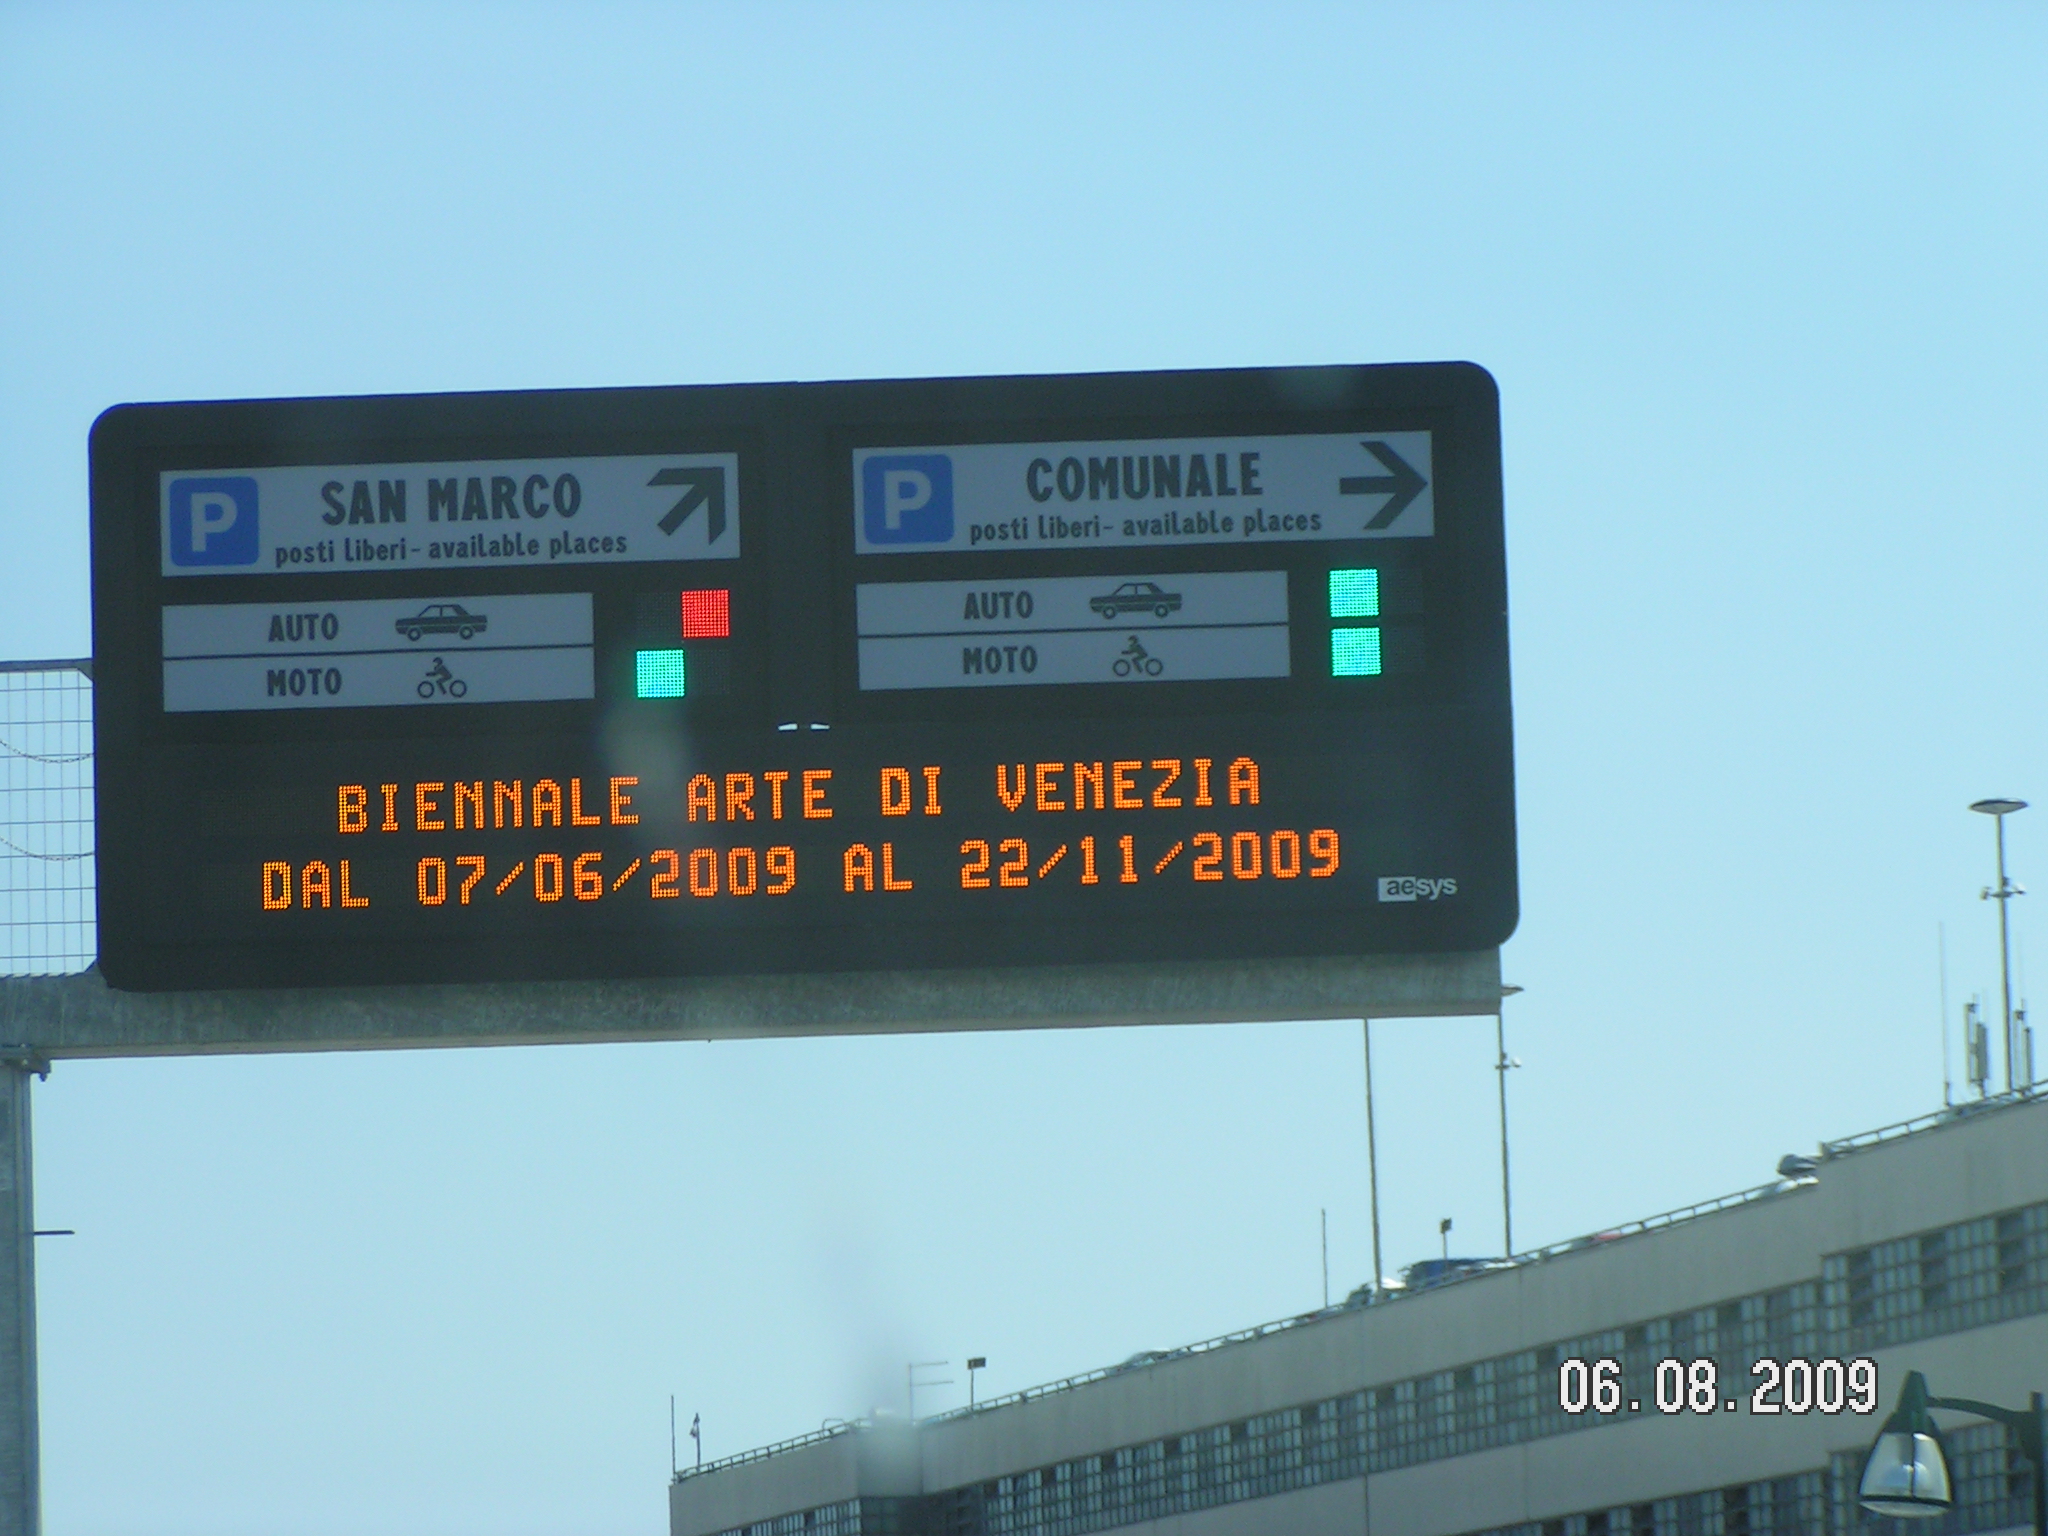 P SAN MARCO
posti liberi - available places
AUTO
MOTO
P COMUNALE
posti liberi - available places
AUTO
MOTO
BIENNALE ARTE DI VENEZIA
DAL 07/06/2009 AL 22/11/2009
aesys
06.08.2009